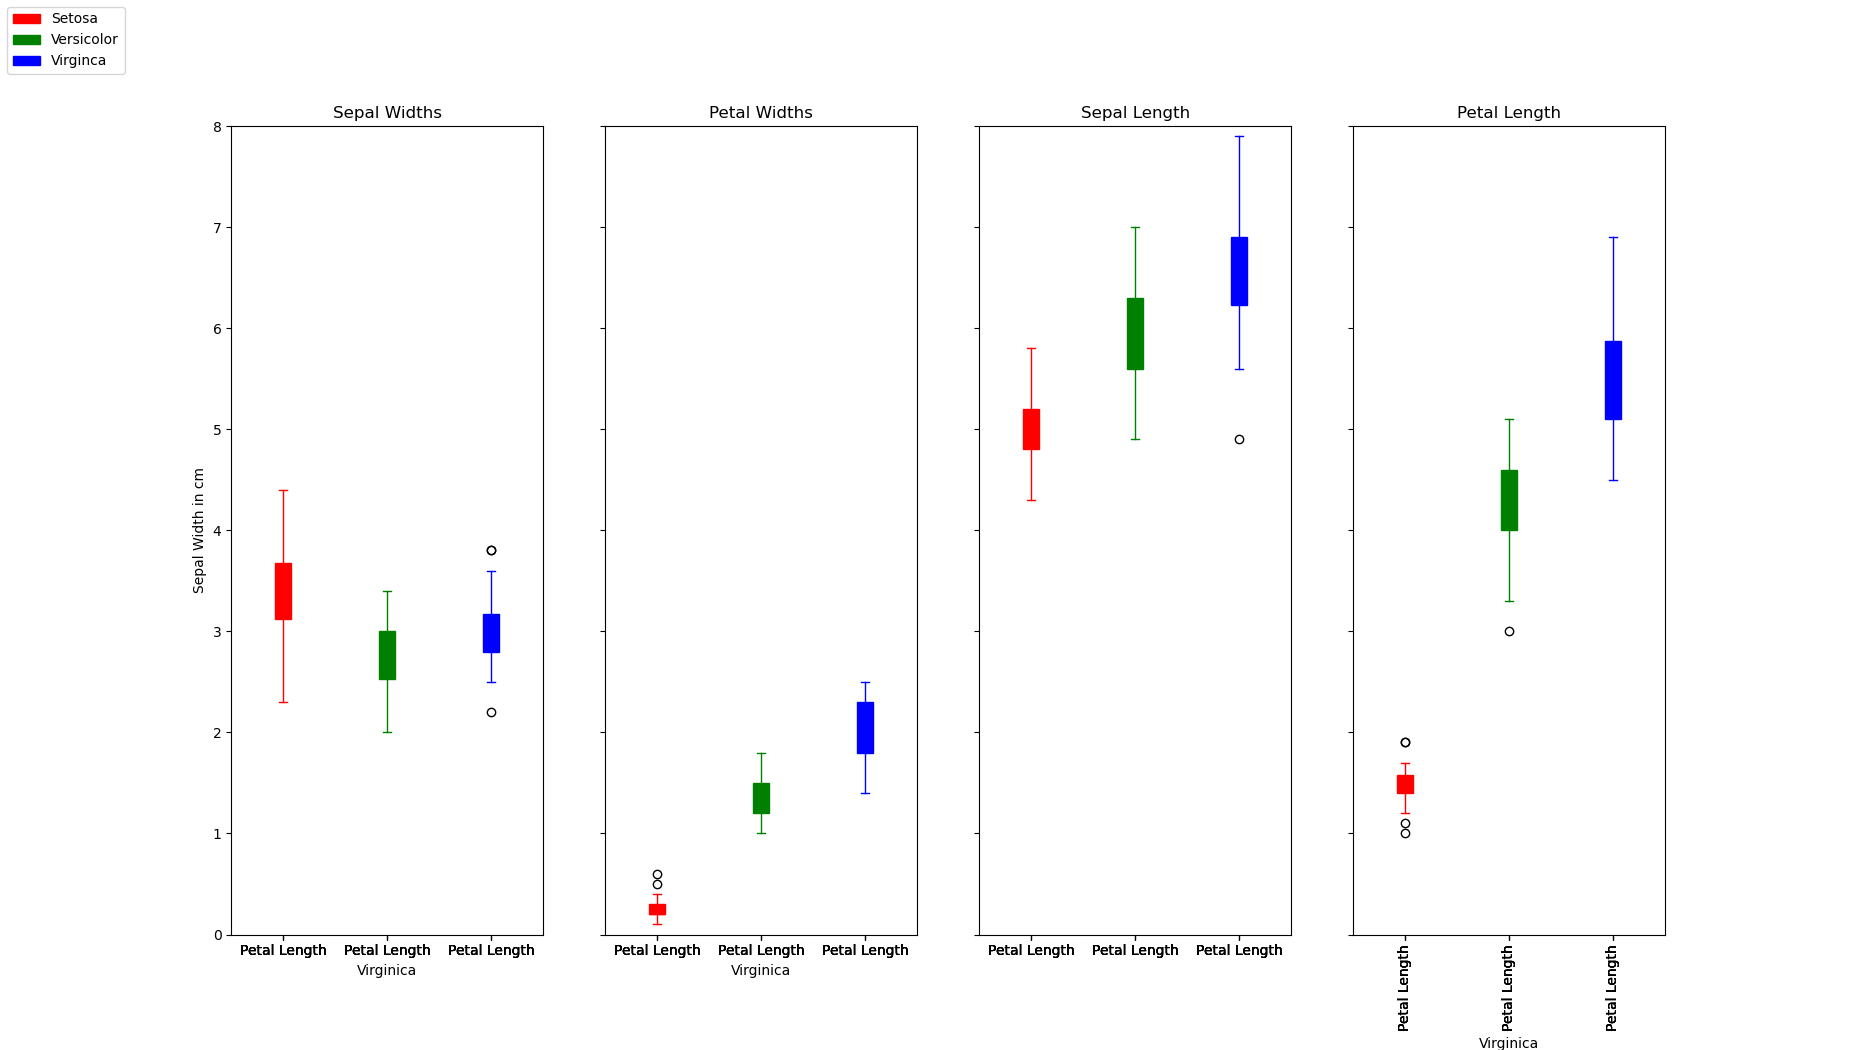 Setosa
Versicolor
Virginca
Sepal Widths
Petal Widths
Sepal Length
Petal Length
8
7
6
5
4
3
2
1
0
Sepal Width in cm
Petal Length Petal Length Petal Length
Virginica
Petal Length Petal Length Petal Length
Virginica
Petal Length Petal Length Petal Length
Petal Length
Petal Length
Petal Length
Virginica